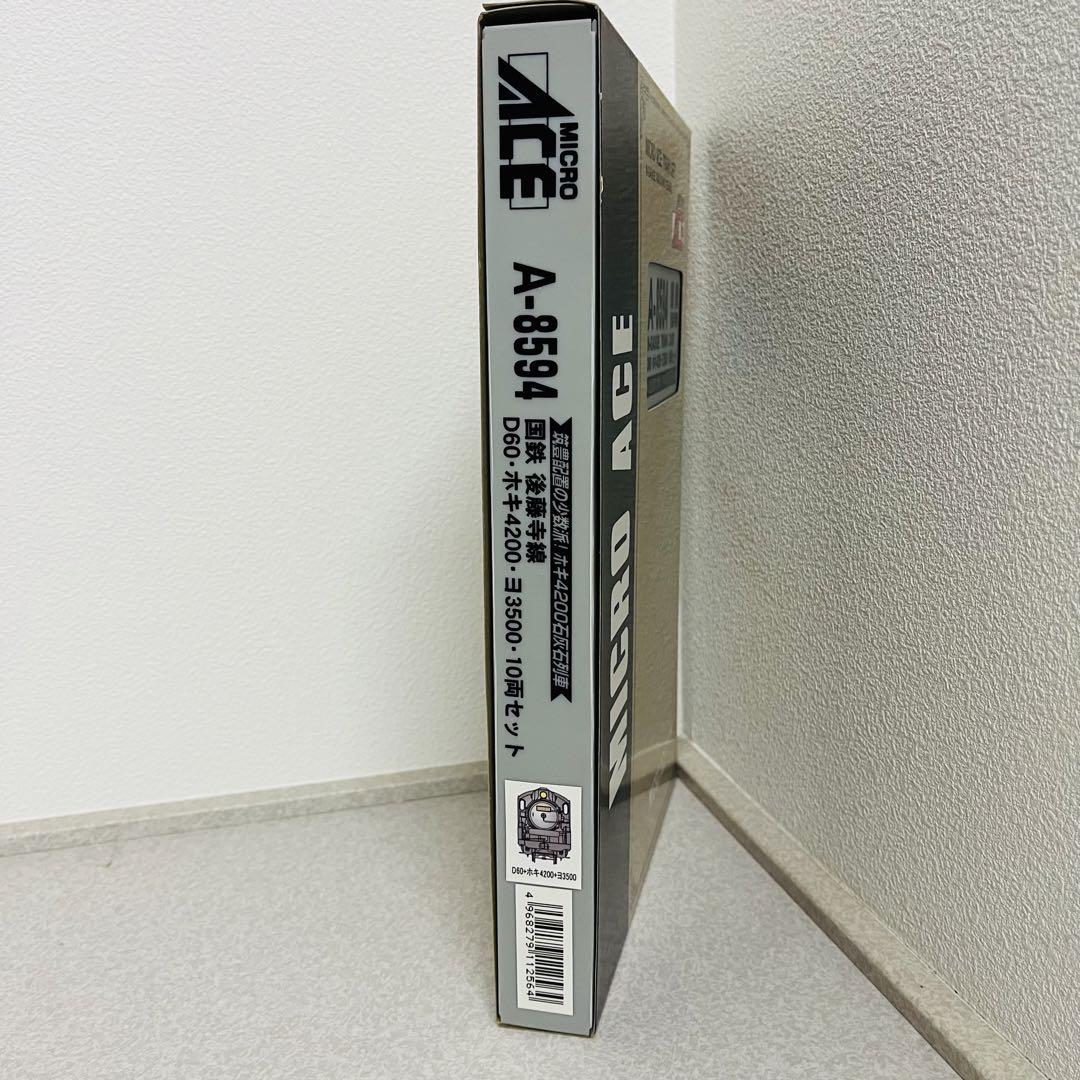 MICRO
ACE
A-8594
筑豊配置の少数派!ホキ4200石灰石列車
国鉄 後藤寺線
D60・ホキ4200・ヨ3500・10両セット
D60+ホキ4200+ヨ3500
4968279112564
MICRO ACE
A-8594